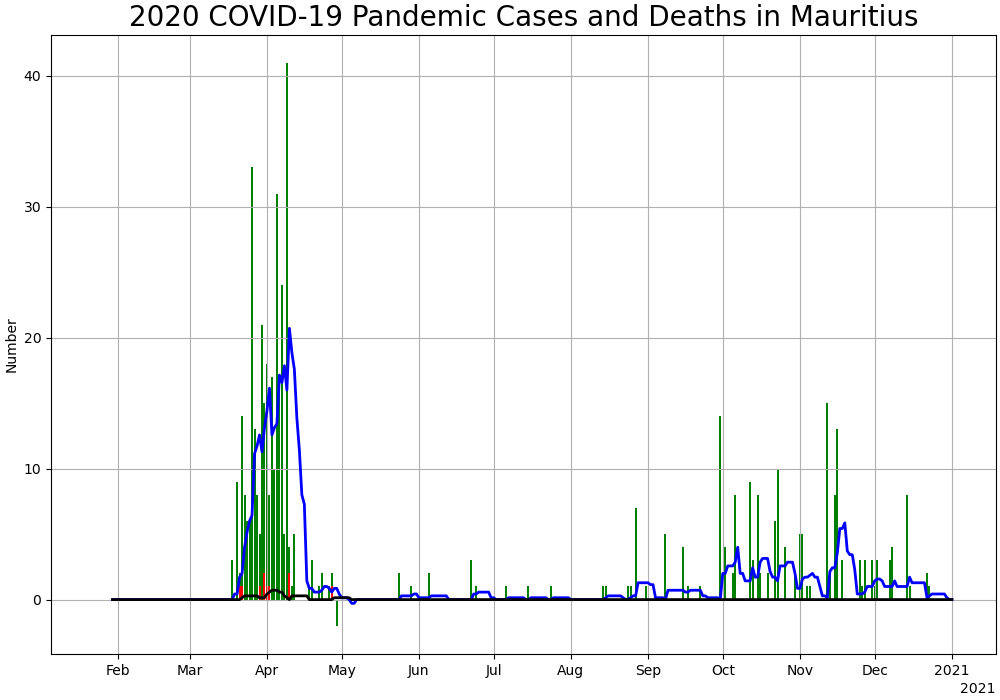 2020 COVID-19 Pandemic Cases and Deaths in Mauritius
Number
40
30
20
10
0
Feb Mar Apr May Jun Jul Aug Sep Oct Nov Dec 2021
2021